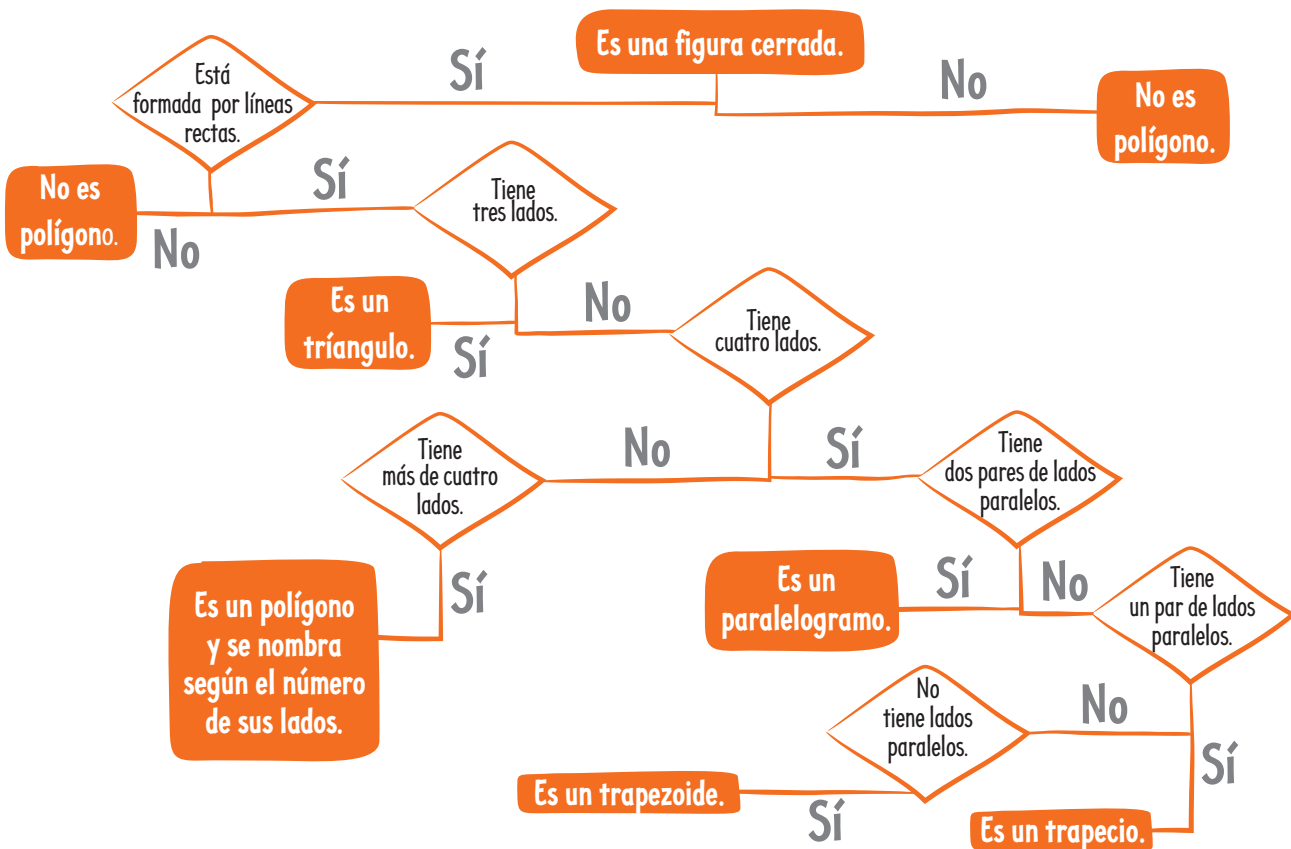 Es una figura cerrada.
Sí
No
Está
formada por líneas
rectas.
No es
polígono.
No es
polígono.
Sí
No
Tiene
tres lados.
Es un
tríangulo.
No
Sí
Tiene
cuatro lados.
Tiene
más de cuatro
lados.
No
Sí
Tiene
dos pares de lados
paralelos.
Es un polígono
y se nombra
según el número
de sus lados.
Sí
Es un
paralelogramo.
Sí
No
Tiene
un par de lados
paralelos.
No
tiene lados
paralelos.
No
Sí
Es un trapezoide.
Sí
Es un trapecio.